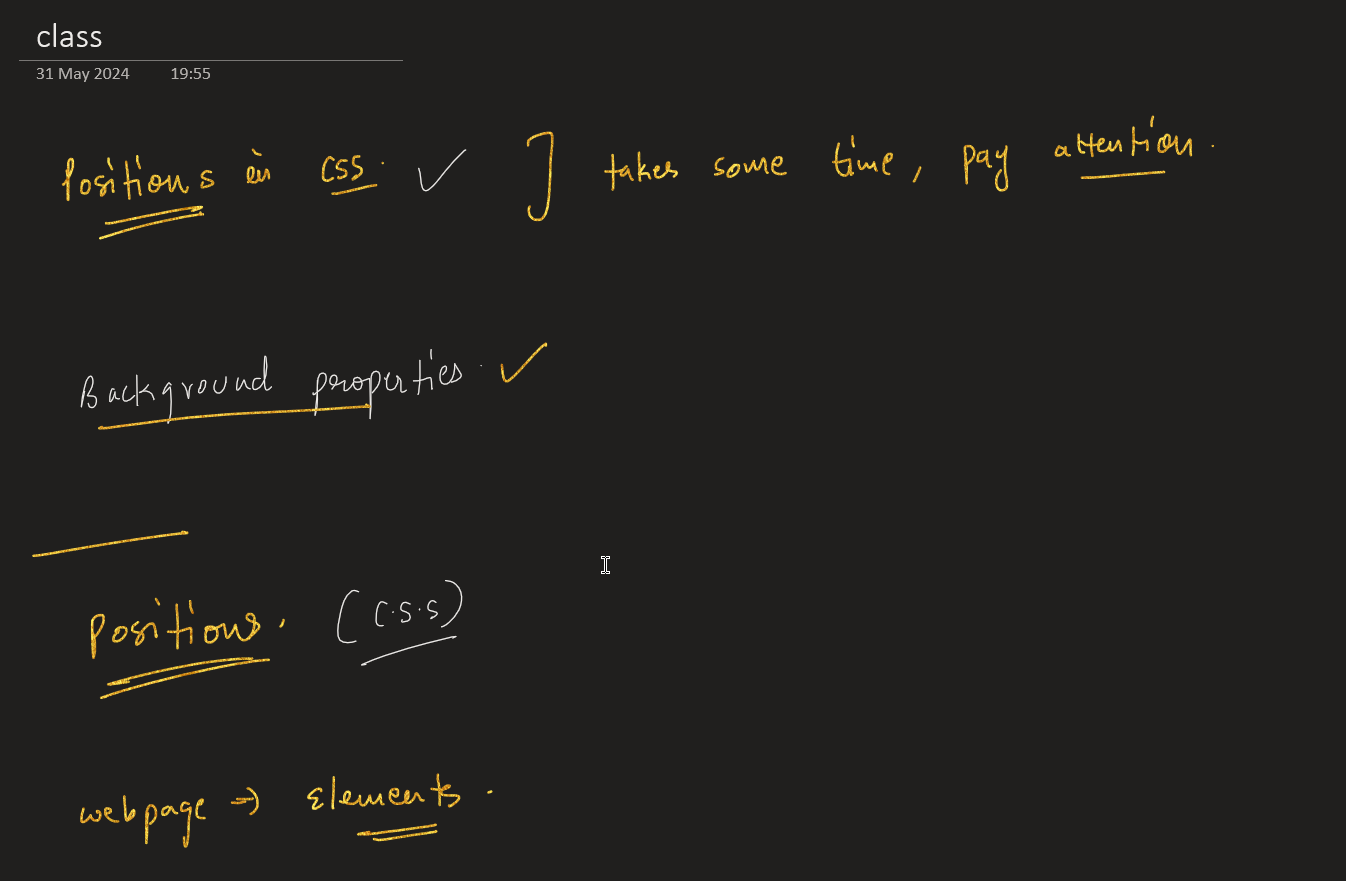 class
31 May 2024 19:55
Positions in CSS. ✓ ] takes some time, pay attention.
Background properties. ✓
Positions. (C.S.S)
webpage → Elements.